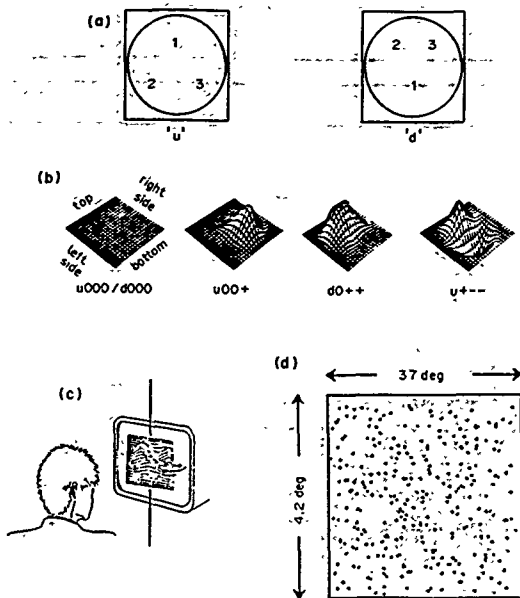 (a)
1
2 3
'u'
2 3
1
'd'
(b)
top
right side
left side
bottom
u000/d000
u00+
d0++
u+--
(c)
(d)
37 deg
4.2 deg